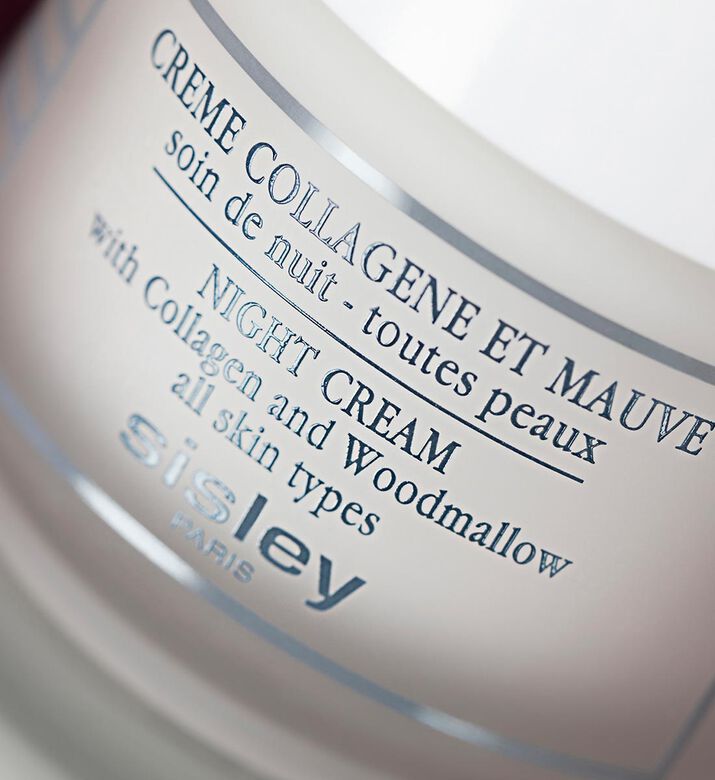 CREME COLLAGENE ET MAUVE
soin de nuit - toutes peaux
NIGHT CREAM
with Collagen and Woodmallow
all skin types
sisley
PARIS